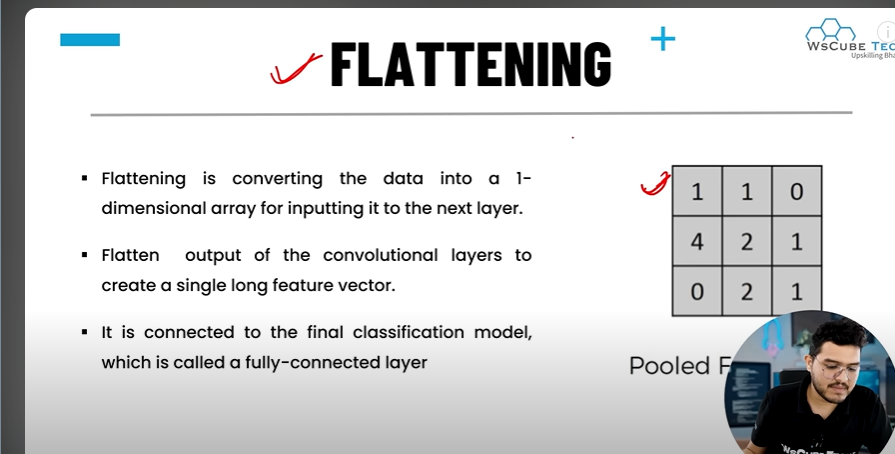 FLATTENING
WSCUBE TEC
Upskilling Bha
▪ Flattening is converting the data into a 1-
dimensional array for inputting it to the next layer.
▪ Flatten output of the convolutional layers to
create a single long feature vector.
▪ It is connected to the final classification model,
which is called a fully-connected layer
1 1 0
4 2 1
0 2 1
Pooled F